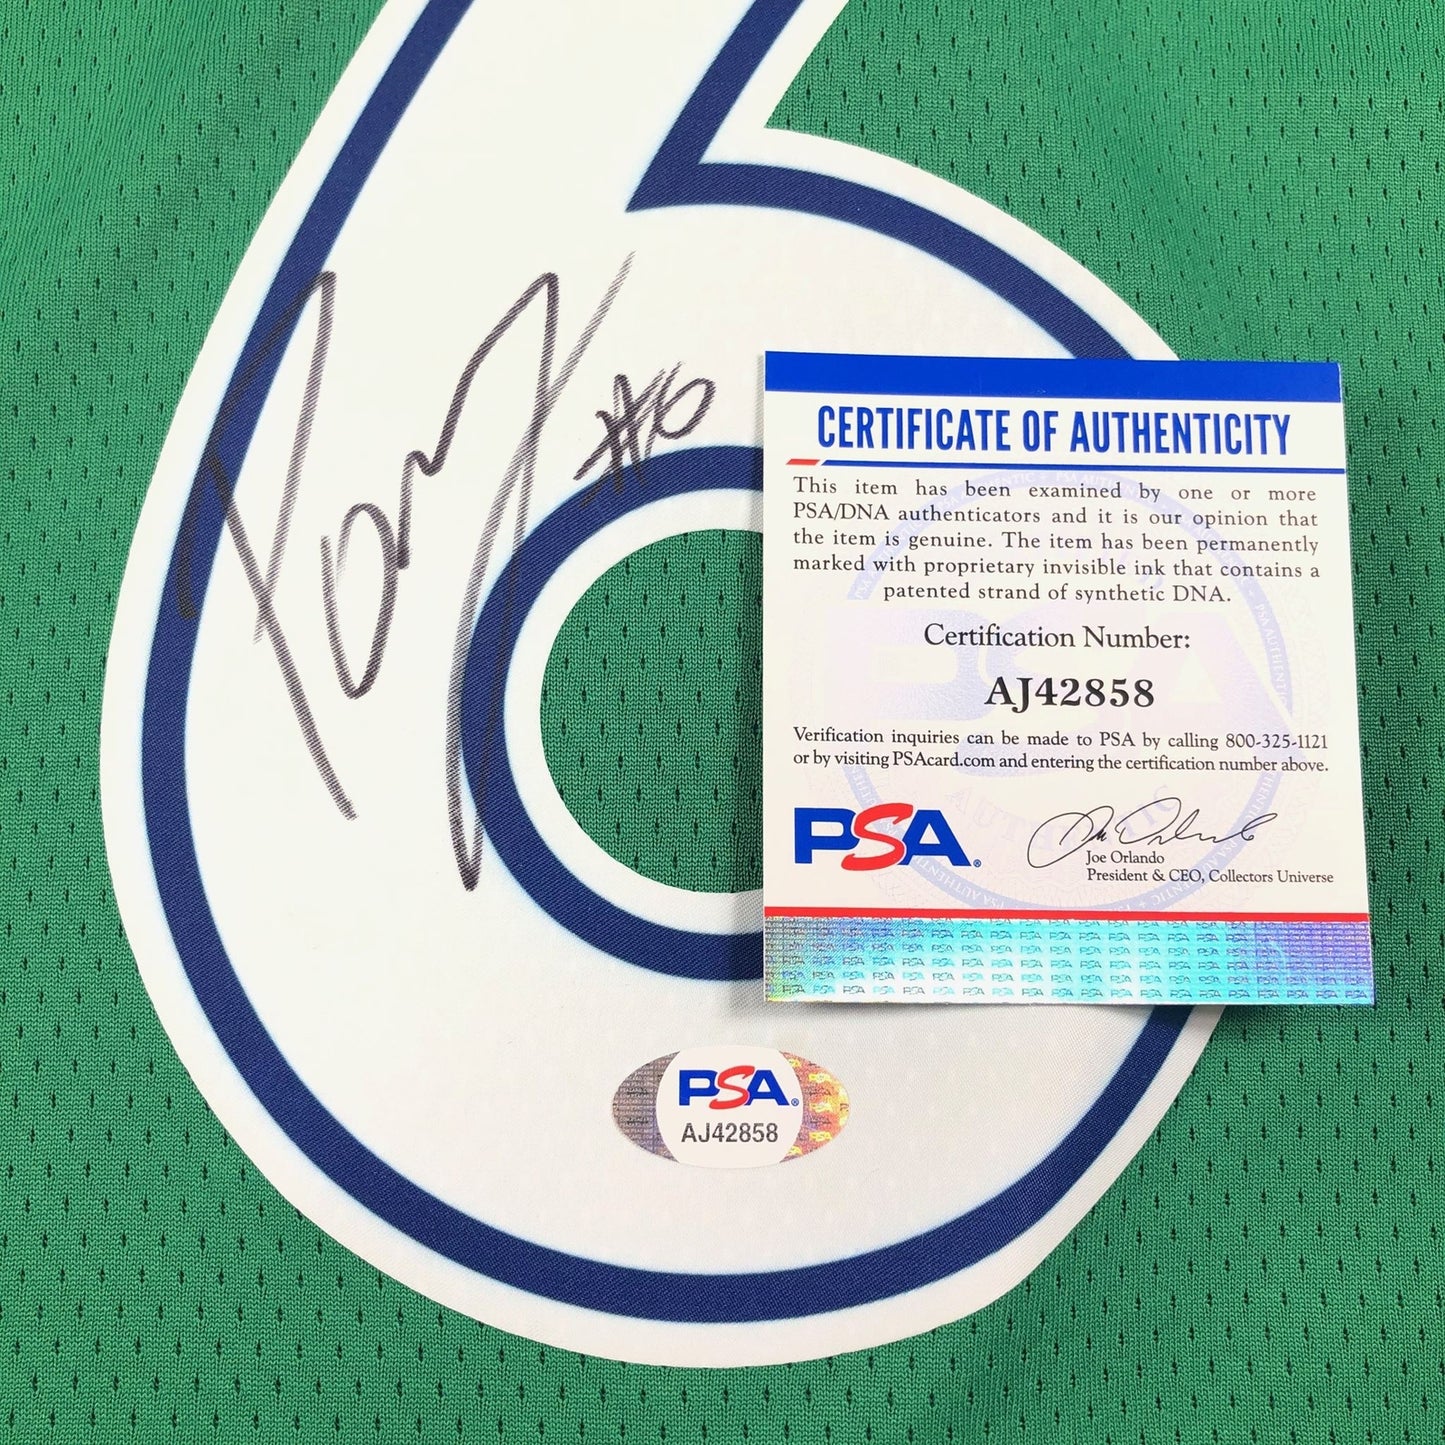 6
#6
CERTIFICATE OF AUTHENTICITY
This item has been examined by one or more
PSA/DNA authenticators and it is our opinion that
the item is genuine. The item has been permanently
marked with proprietary invisible ink that contains a
patented strand of synthetic DNA.
Certification Number:
AJ42858
Verification inquiries can be made to PSA by calling 800-325-1121
or by visiting PSAcard.com and entering the certification number above.
PSA®
Joe Orlando
President & CEO, Collectors Universe
PSA®
AJ42858